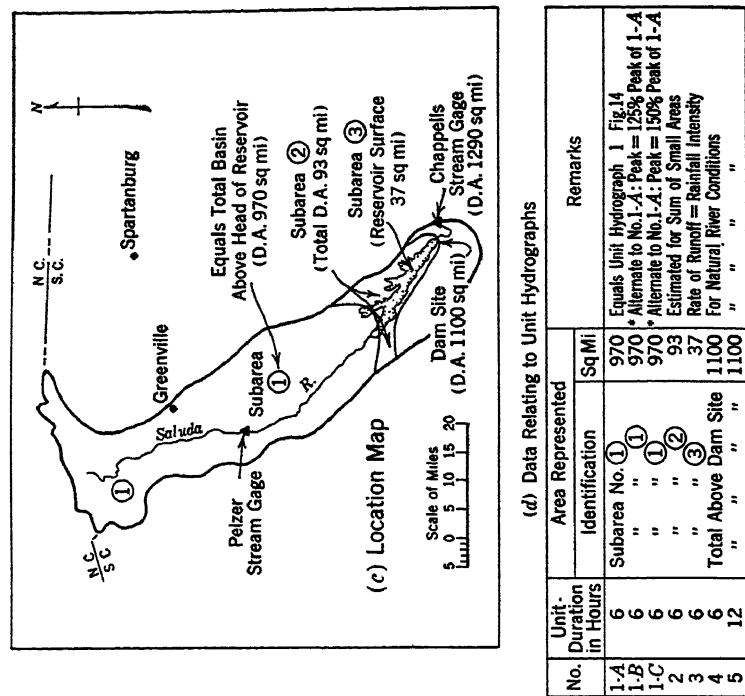 N.C.
S.C.
N
Spartanburg
Greenville
N C
S C
1
Saluda
R.
Pelzer
Stream Gage
Subarea
1
Equals Total Basin
Above Head of Reservoir
(D.A. 970 sq mi)
Subarea 2
(Total D.A. 93 sq mi)
Subarea 3
(Reservoir Surface
37 sq mi)
Chappells
Stream Gage
(D.A. 1290 sq mi)
Dam Site
(D.A. 1100 sq mi)
Scale of Miles
5 0 5 10 15 20
(c) Location Map
(d) Data Relating to Unit Hydrographs
No. Unit-Duration in Hours Area Represented Remarks
Identification Sq Mi
1-A 6 Subarea No. 1 970 Equals Unit Hydrograph 1 Fig.14
1-B 6 " " 1 970 * Alternate to No.1-A: Peak = 125% Peak of 1-A
1-C 6 " " 1 970 * Alternate to No.1-A: Peak = 150% Peak of 1-A
2 6 " " 2 93 Estimated for Sum of Small Areas
3 6 " " 3 37 Rate of Runoff = Rainfall Intensity
4 6 Total Above Dam Site 1100 For Natural River Conditions
5 12 " " " " 1100 " " " "